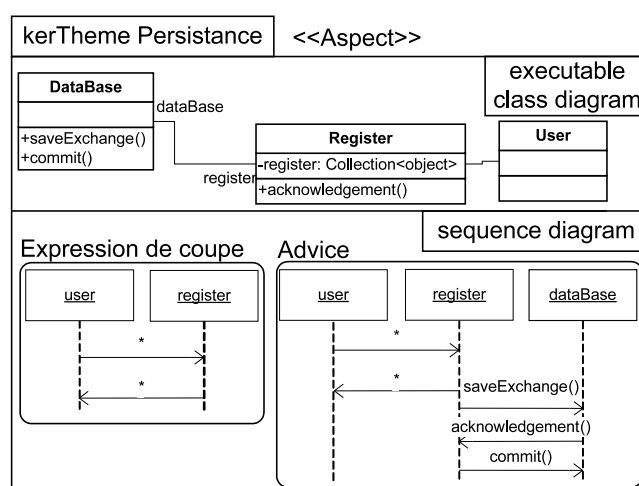 kerTheme Persistance <<Aspect>>
executable
class diagram
DataBase
+saveExchange()
+commit()
dataBase
register
Register
-register: Collection<object>
+acknowledgement()
User
sequence diagram
Expression de coupe
user register
*
*
Advice
user register dataBase
*
*
saveExchange()
acknowledgement()
commit()